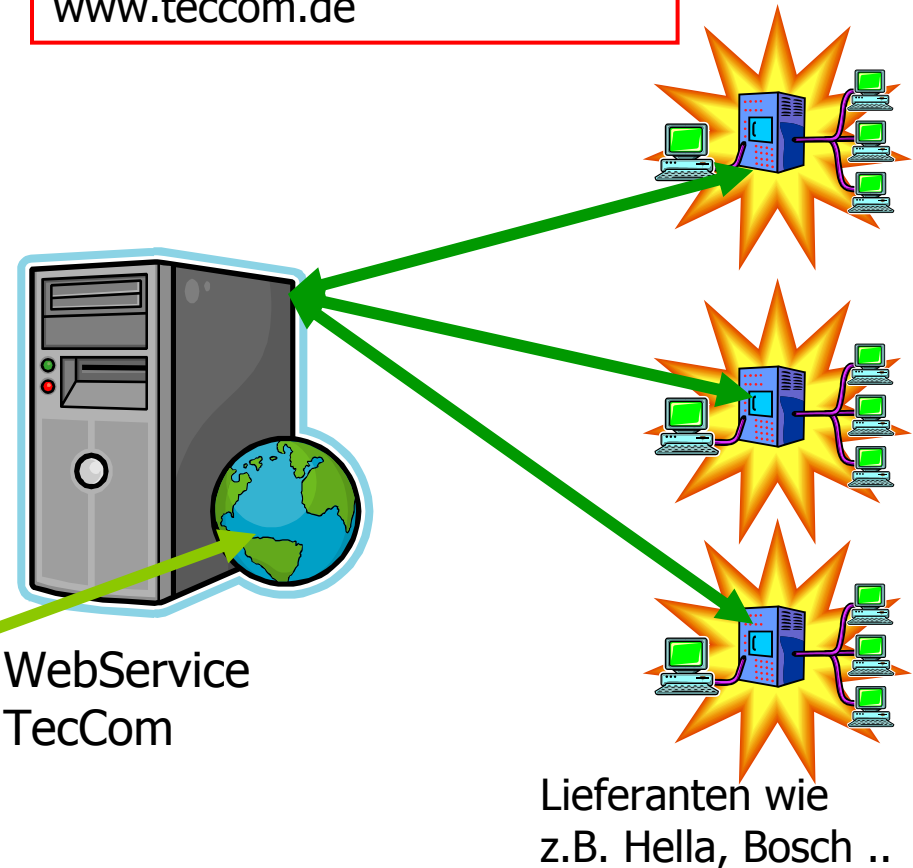 www.teccom.de
WebService
TecCom
Lieferanten wie
z.B. Hella, Bosch ..